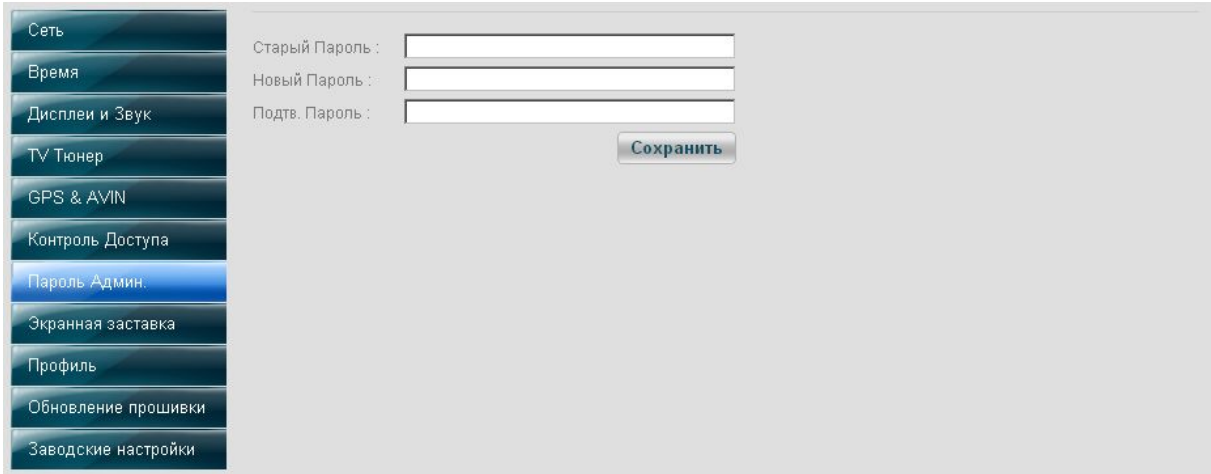 Сеть
Время
Дисплеи и Звук
TV Тюнер
GPS & AVIN
Контроль Доступа
Пароль Админ.
Экранная заставка
Профиль
Обновление прошивки
Заводские настройки
Старый Пароль :
Новый Пароль :
Подтв. Пароль :
Сохранить